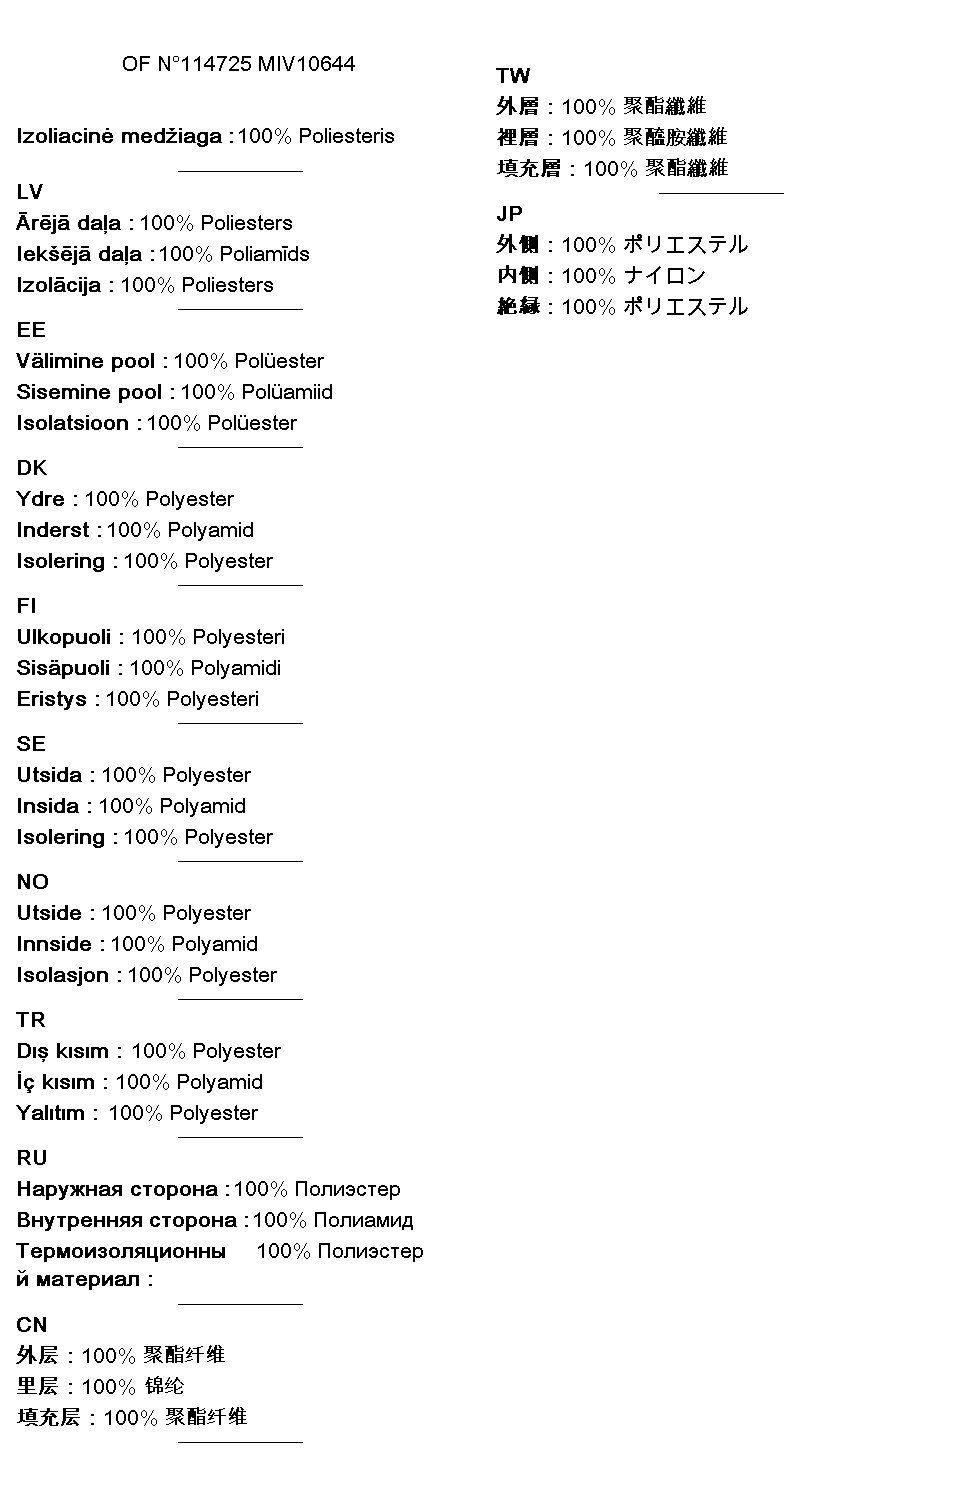 OF N°114725 MIV10644
Izoliacinė medžiaga : 100% Poliesteris
LV
Ārējā daļa : 100% Poliesters
Iekšējā daļa : 100% Poliamīds
Izolācija : 100% Poliesters
EE
Välimine pool : 100% Polüester
Sisemine pool : 100% Polüamiid
Isolatsioon : 100% Polüester
DK
Ydre : 100% Polyester
Inderst : 100% Polyamid
Isolering : 100% Polyester
FI
Ulkopuoli : 100% Polyesteri
Sisäpuoli : 100% Polyamidi
Eristys : 100% Polyesteri
SE
Utsida : 100% Polyester
Insida : 100% Polyamid
Isolering : 100% Polyester
NO
Utside : 100% Polyester
Innside : 100% Polyamid
Isolasjon : 100% Polyester
TR
Dış kısım : 100% Polyester
İç kısım : 100% Polyamid
Yalıtım : 100% Polyester
RU
Наружная сторона : 100% Полиэстер
Внутренняя сторона : 100% Полиамид
Термоизоляционны 100% Полиэстер
й материал :
CN
外层 : 100% 聚酯纤维
里层 : 100% 锦纶
填充层 : 100% 聚酯纤维
TW
外層 : 100% 聚酯纖維
裡層 : 100% 聚醯胺纖維
填充層 : 100% 聚酯纖維
JP
外側 : 100% ポリエステル
内側 : 100% ナイロン
絶縁 : 100% ポリエステル